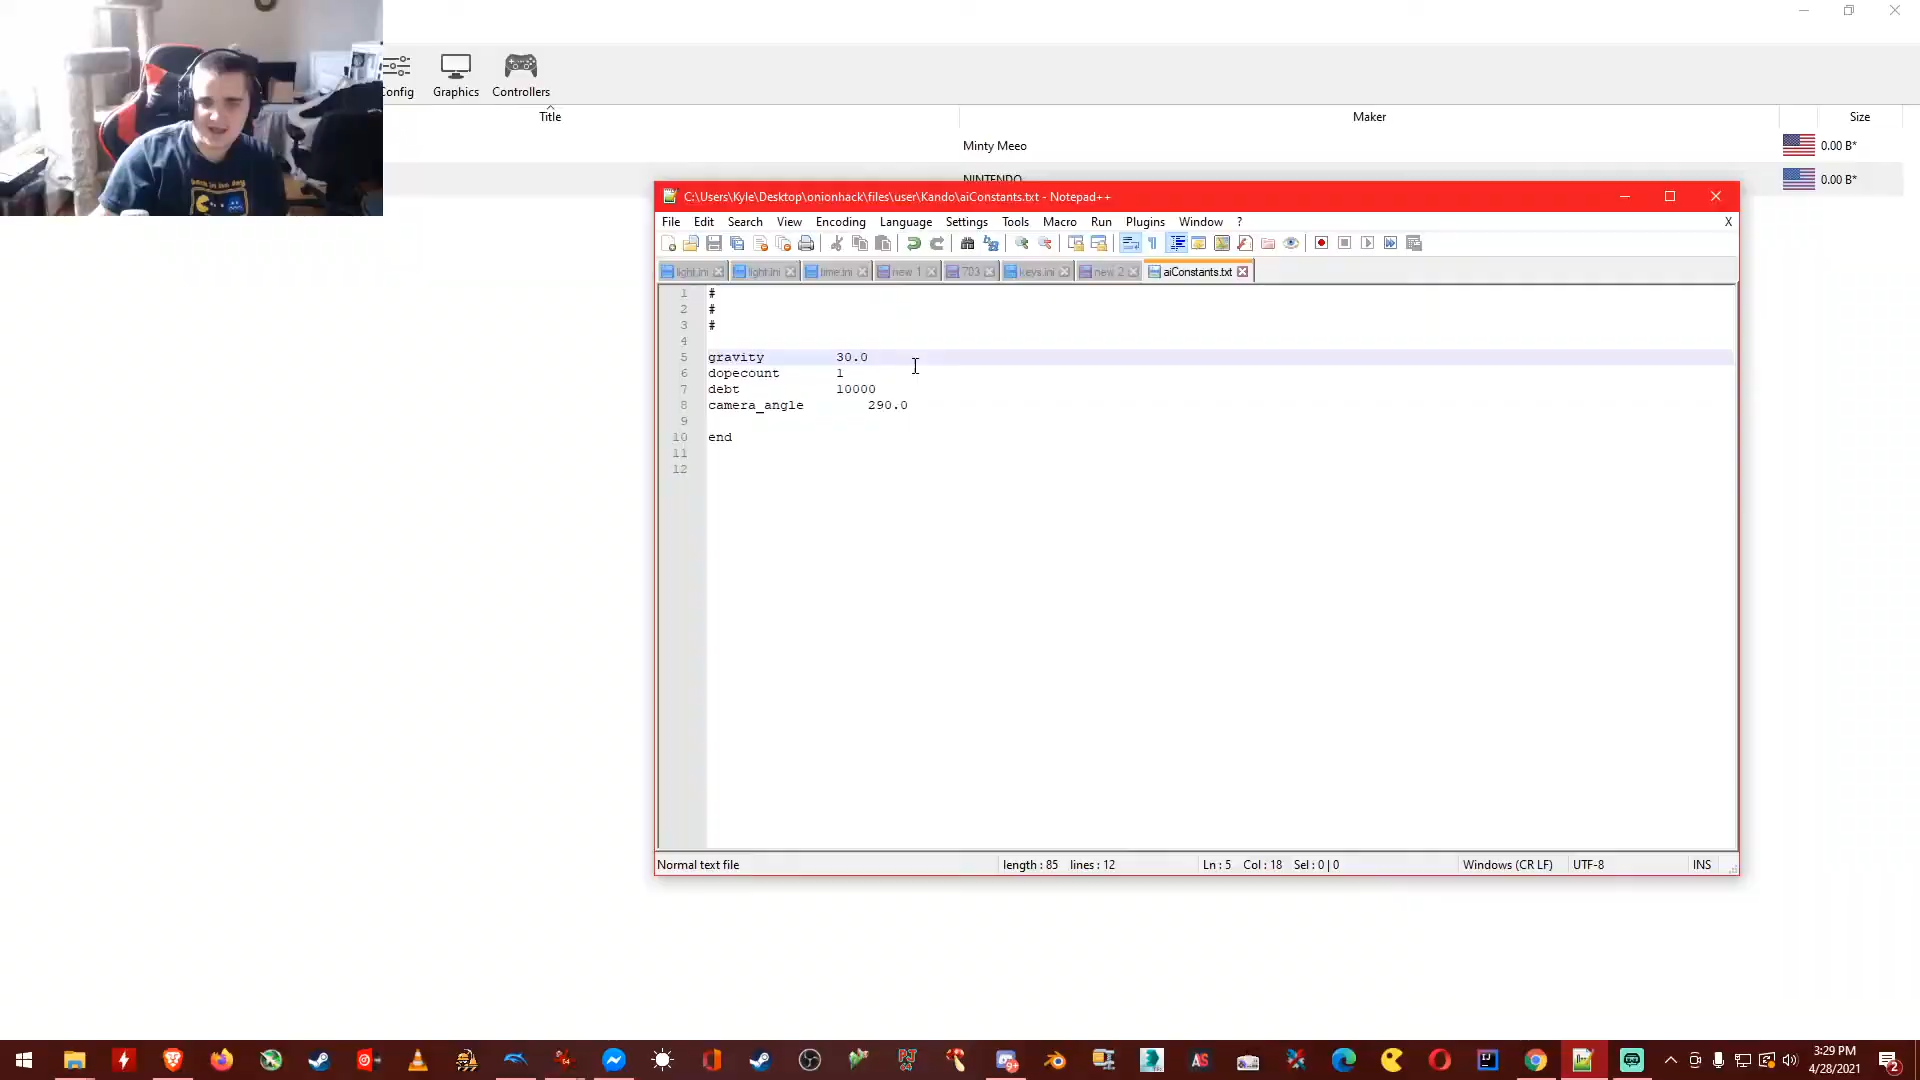 Config Graphics Controllers
Title Maker Size
Minty Meeo 0.00 B*
NINTENDO 0.00 B*
C:\Users\Kyle\Desktop\onionhack\files\user\Kando\aiConstants.txt - Notepad++
File Edit Search View Encoding Language Settings Tools Macro Run Plugins Window ? X
light.ini light.ini time.ini new 1 703 keys.ini new 2 aiConstants.txt
1 #
2 #
3 #
4
5 gravity 30.0
6 dopecount 1
7 debt 10000
8 camera_angle 290.0
9
10 end
11
12
Normal text file length : 85 lines : 12 Ln : 5 Col : 18 Sel : 0 | 0 Windows (CR LF) UTF-8 INS
3:29 PM
4/28/2021